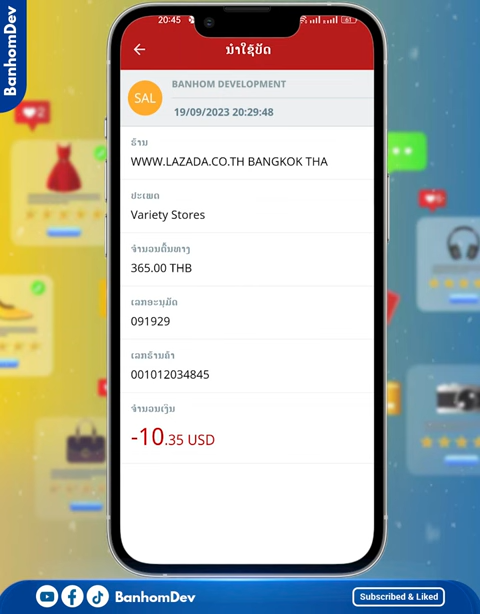 BanhomDev
20:45
61
ນຳໃຊ້ບັດ
SAL
BANHOM DEVELOPMENT
19/09/2023 20:29:48
ຮ້ານ
WWW.LAZADA.CO.TH BANGKOK THA
ປະເພດ
Variety Stores
ຈຳນວນຕົ້ນທາງ
365.00 THB
ເລກອະນຸມັດ
091929
ເລກຮ້ານຄ້າ
001012034845
ຈຳນວນເງິນ
-10.35 USD
BanhomDev
Subscribed & Liked